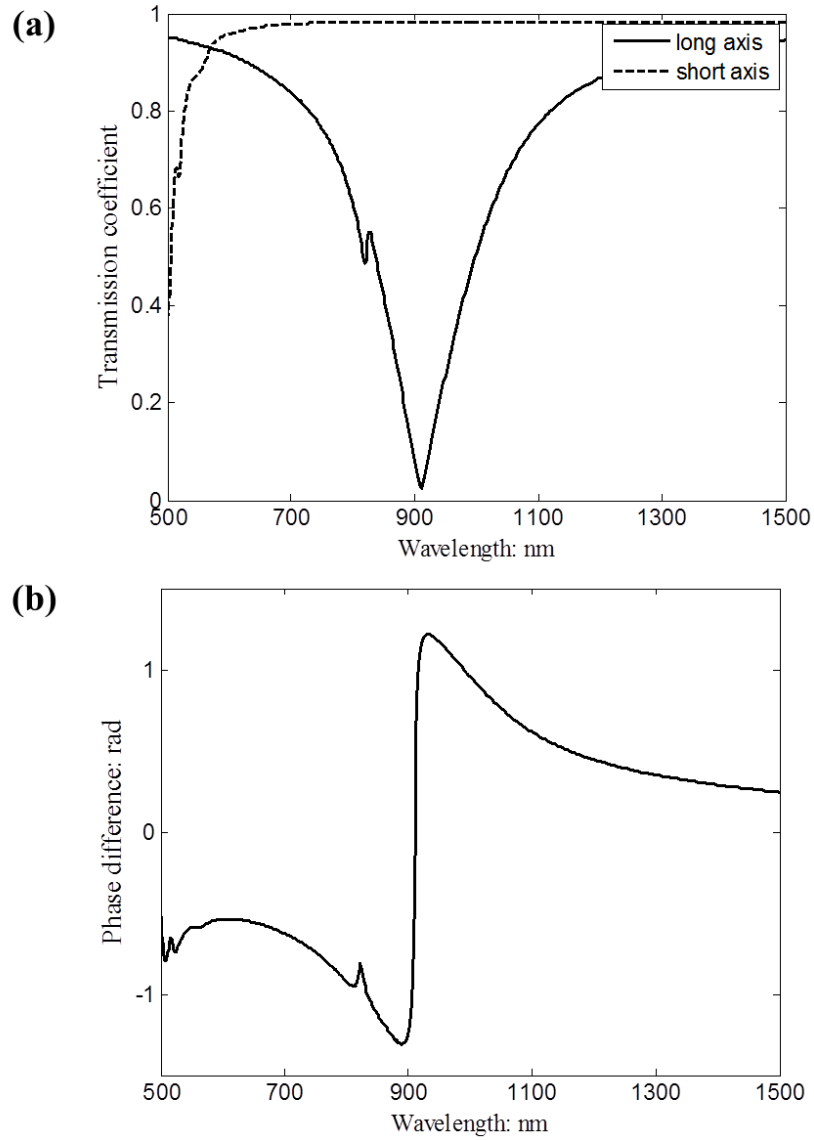 (a)
Transmission coefficient
1
0.8
0.6
0.4
0.2
0
long axis
short axis
500 700 900 1100 1300 1500
Wavelength: nm
(b)
Phase difference: rad
1
0
-1
500 700 900 1100 1300 1500
Wavelength: nm